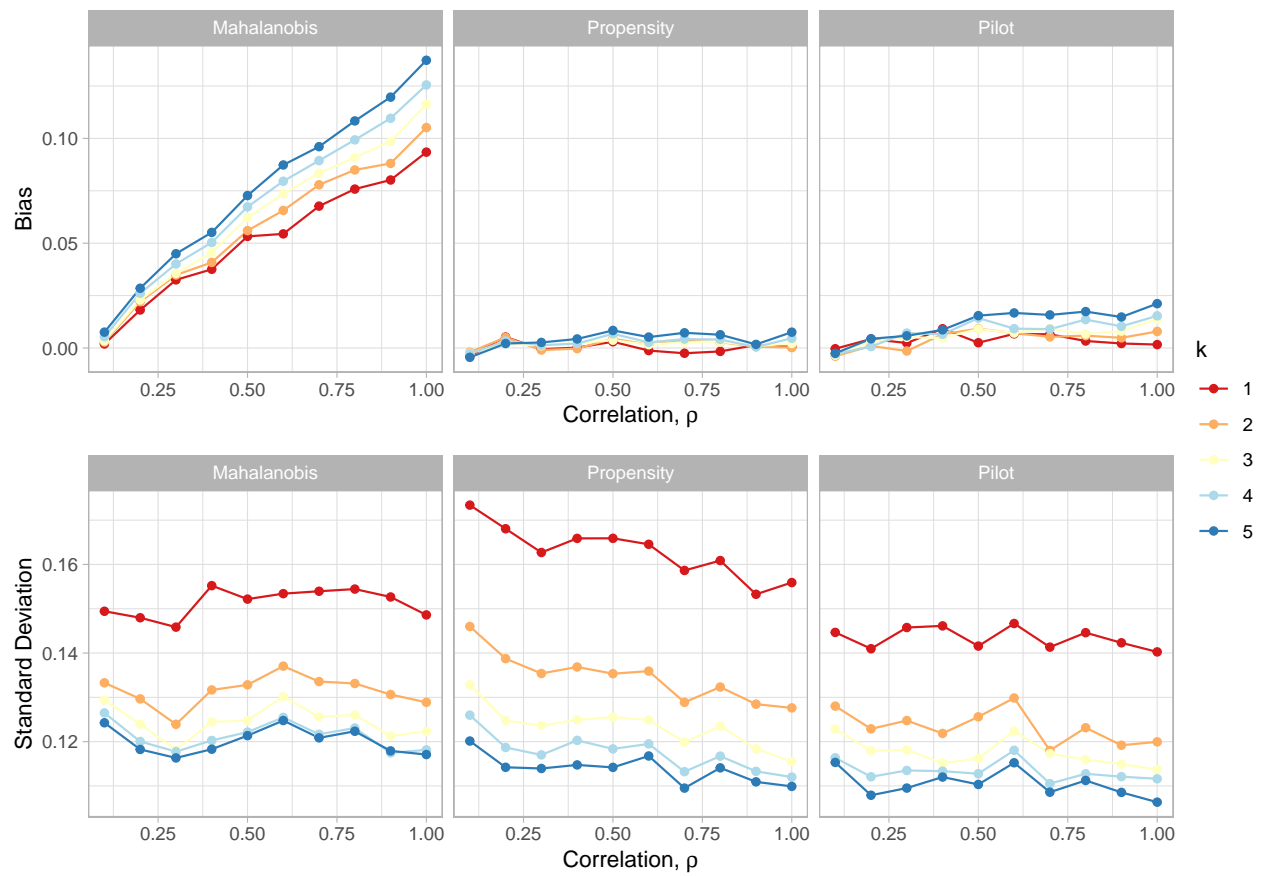 Mahalanobis Propensity Pilot
0.10
0.05
0.00
Bias
0.25 0.50 0.75 1.00 0.25 0.50 0.75 1.00 0.25 0.50 0.75 1.00
Correlation, ρ
k
1
2
3
4
5
Mahalanobis Propensity Pilot
0.16
0.14
0.12
Standard Deviation
0.25 0.50 0.75 1.00 0.25 0.50 0.75 1.00 0.25 0.50 0.75 1.00
Correlation, ρ